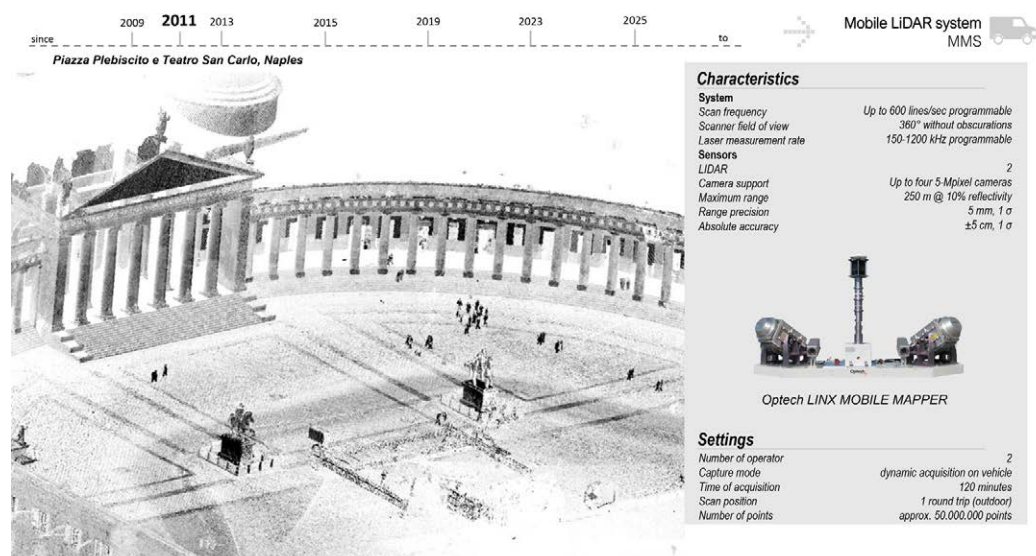 2009 2011 2013 2015 2019 2023 2025
since to
Mobile LiDAR system
MMS
Piazza Plebiscito e Teatro San Carlo, Naples
Characteristics
System
Scan frequency Up to 600 lines/sec programmable
Scanner field of view 360° without obscurations
Laser measurement rate 150-1200 kHz programmable
Sensors
LIDAR 2
Camera support Up to four 5-Mpixel cameras
Maximum range 250 m @ 10% reflectivity
Range precision 5 mm, 1 σ
Absolute accuracy ±5 cm, 1 σ
Optech
Optech LINX MOBILE MAPPER
Settings
Number of operator 2
Capture mode dynamic acquisition on vehicle
Time of acquisition 120 minutes
Scan position 1 round trip (outdoor)
Number of points approx. 50.000.000 points